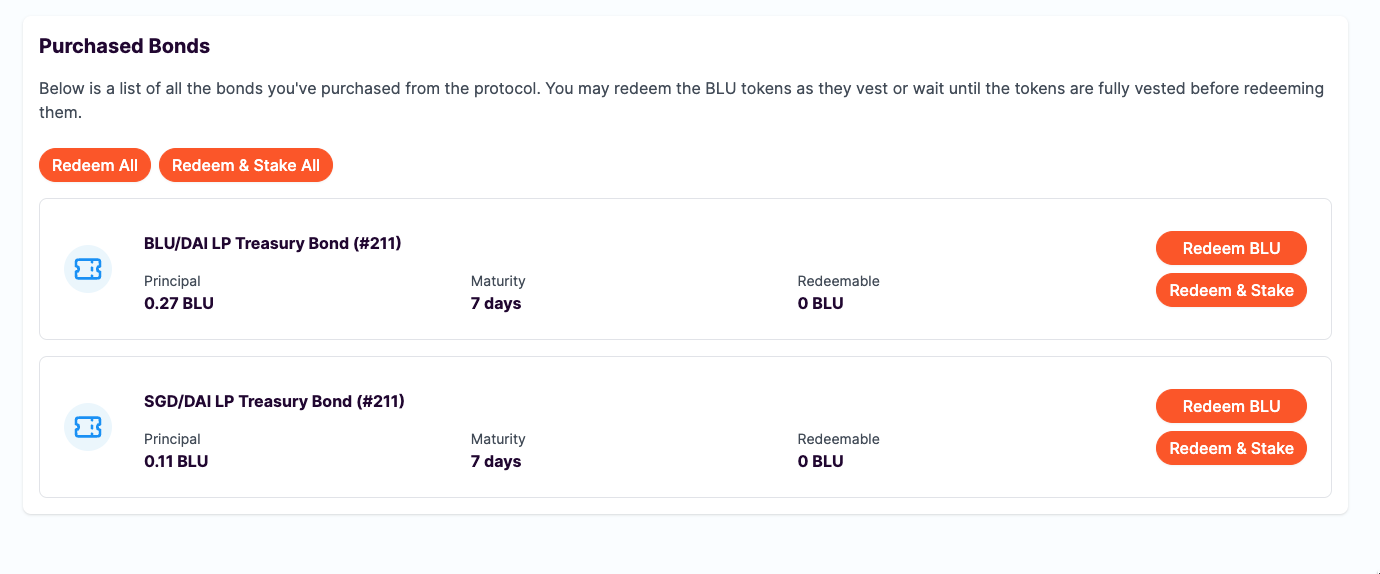 Purchased Bonds
Below is a list of all the bonds you've purchased from the protocol. You may redeem the BLU tokens as they vest or wait until the tokens are fully vested before redeeming
them.
Redeem All Redeem & Stake All
BLU/DAI LP Treasury Bond (#211)
Principal Maturity Redeemable
0.27 BLU 7 days 0 BLU
Redeem BLU
Redeem & Stake
SGD/DAI LP Treasury Bond (#211)
Principal Maturity Redeemable
0.11 BLU 7 days 0 BLU
Redeem BLU
Redeem & Stake